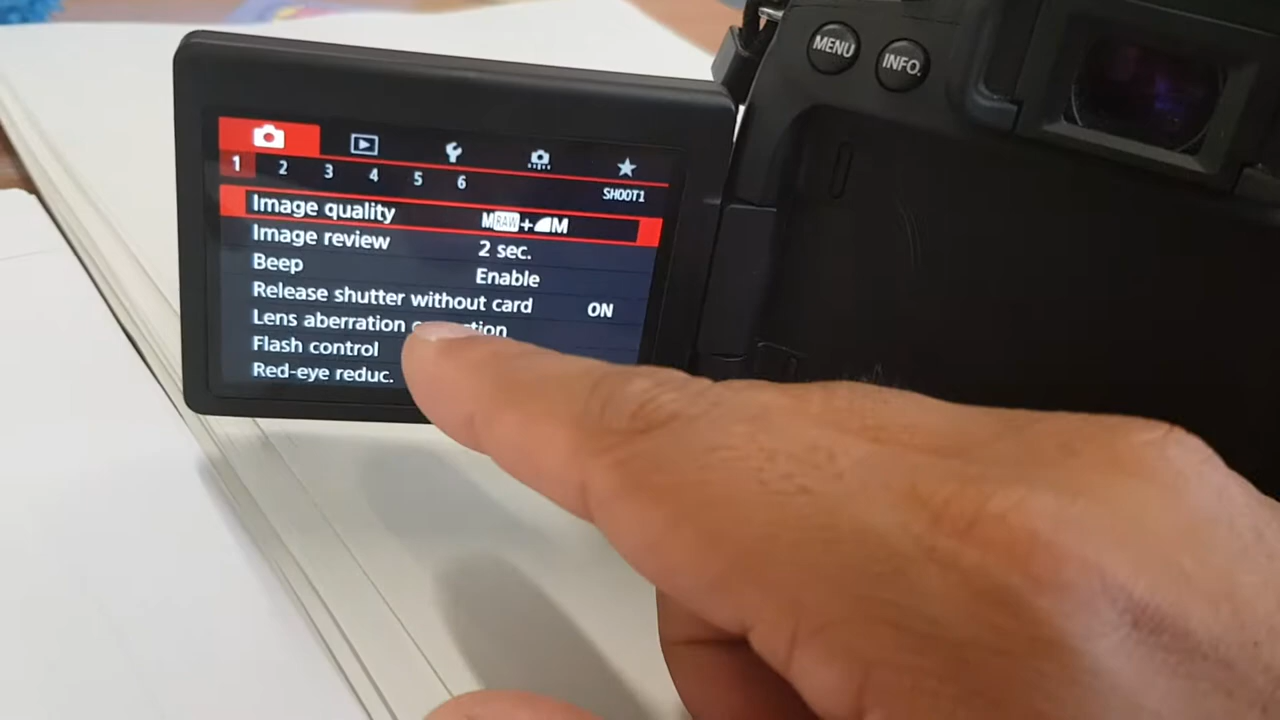 MENU INFO.
1 2 3 4 5 6
SHOOT1
Image quality MRAW+M
Image review 2 sec.
Beep Enable
Release shutter without card ON
Lens aberration
Flash control
Red-eye reduc.